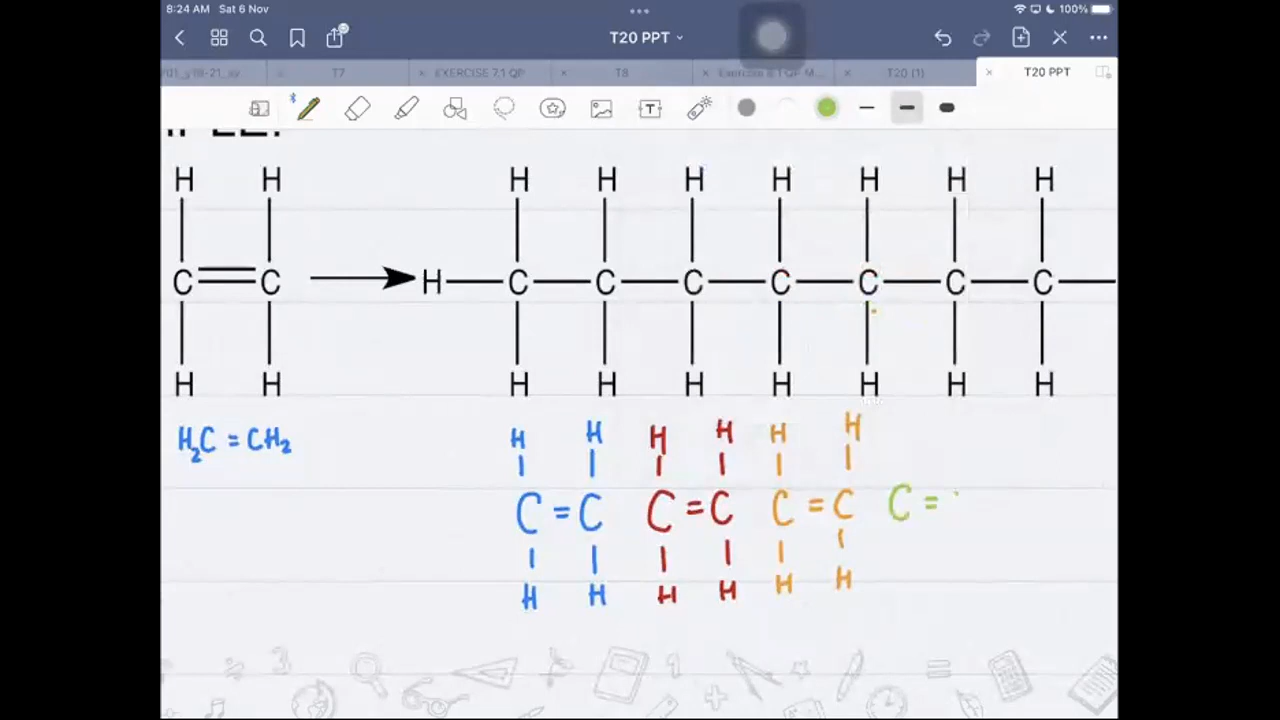 8:24 AM Sat 6 Nov 100%
T20 PPT
T7 EXERCISE 7.1 QP T8 T20 (1) T20 PPT
H H H H H H H H H
C = C → H — C — C — C — C — C — C — C —
H H H H H H H H H
H₂C = CH₂
H H H H H H
C = C C = C C = C C =
H H H H H H